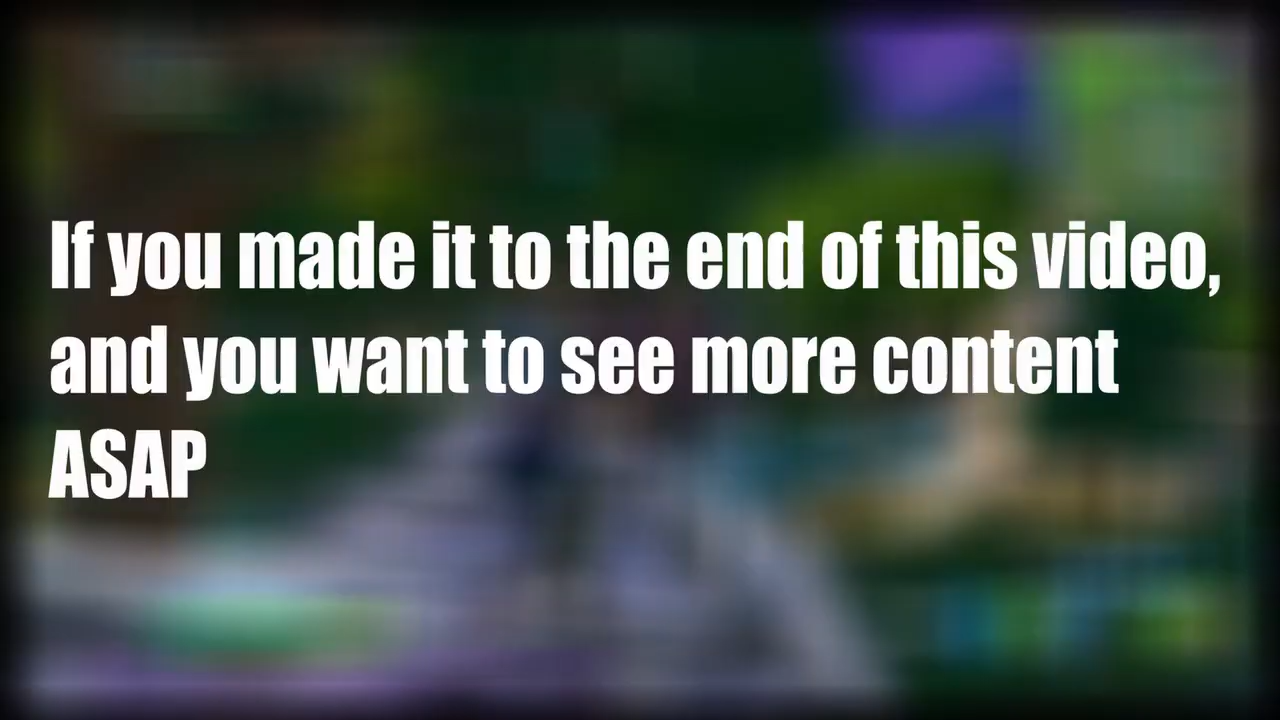 If you made it to the end of this video,
and you want to see more content
ASAP